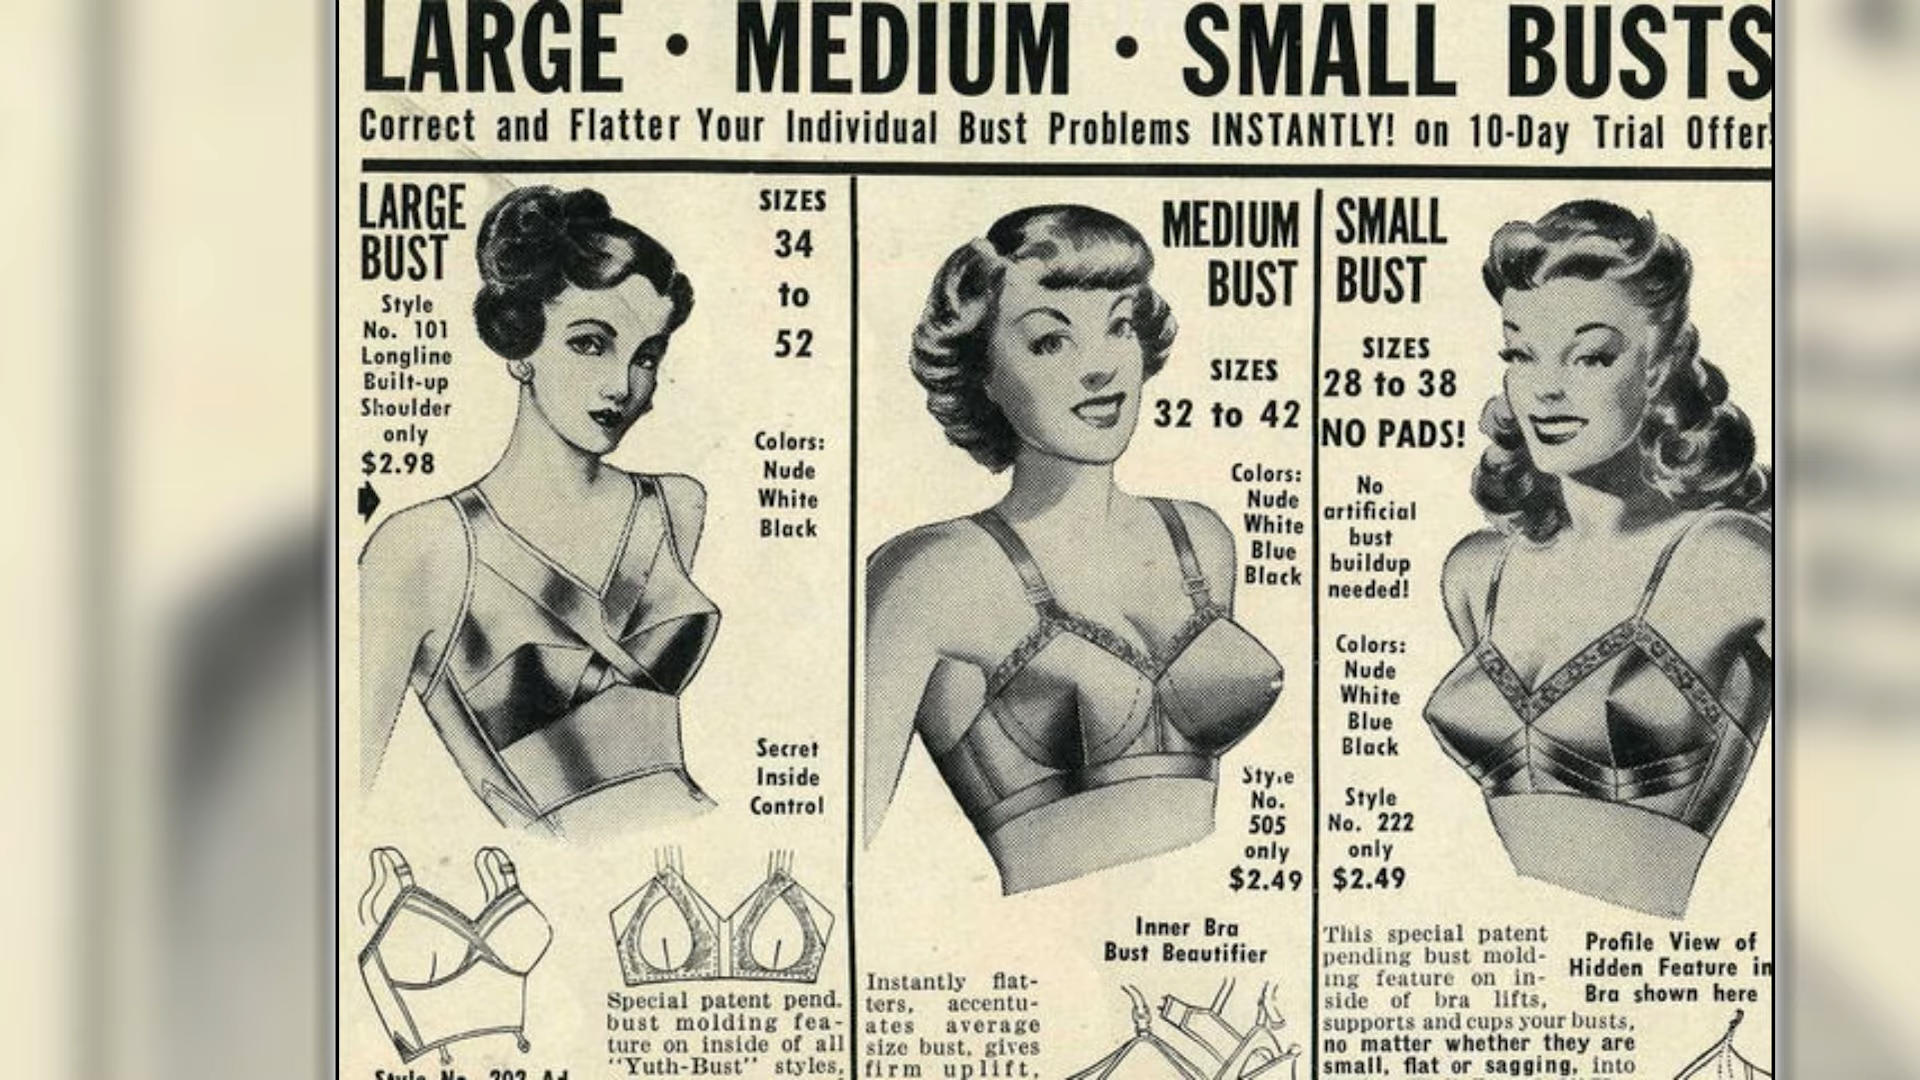 LARGE • MEDIUM • SMALL BUSTS
Correct and Flatter Your Individual Bust Problems INSTANTLY! on 10-Day Trial Offer!
LARGE
BUST
Style
No. 101
Longline
Built-up
Shoulder
only
$2.98
SIZES
34
to
52
Colors:
Nude
White
Black
Secret
Inside
Control
Special patent pend.
bust molding fea-
ture on inside of all
"Yuth-Bust" styles,
MEDIUM
BUST
SIZES
32 to 42
Colors:
Nude
White
Blue
Black
Style
No.
505
only
$2.49
Inner Bra
Bust Beautifier
Instantly flat-
ters, accentu-
ates average
size bust, gives
firm uplift,
SMALL
BUST
SIZES
28 to 38
NO PADS!
No
artificial
bust
buildup
needed!
Colors:
Nude
White
Blue
Black
Style
No. 222
only
$2.49
This special patent
pending bust mold-
ing feature on in-
side of bra lifts,
supports and cups your busts,
no matter whether they are
small, flat or sagging, into
Profile View of
Hidden Feature in
Bra shown here